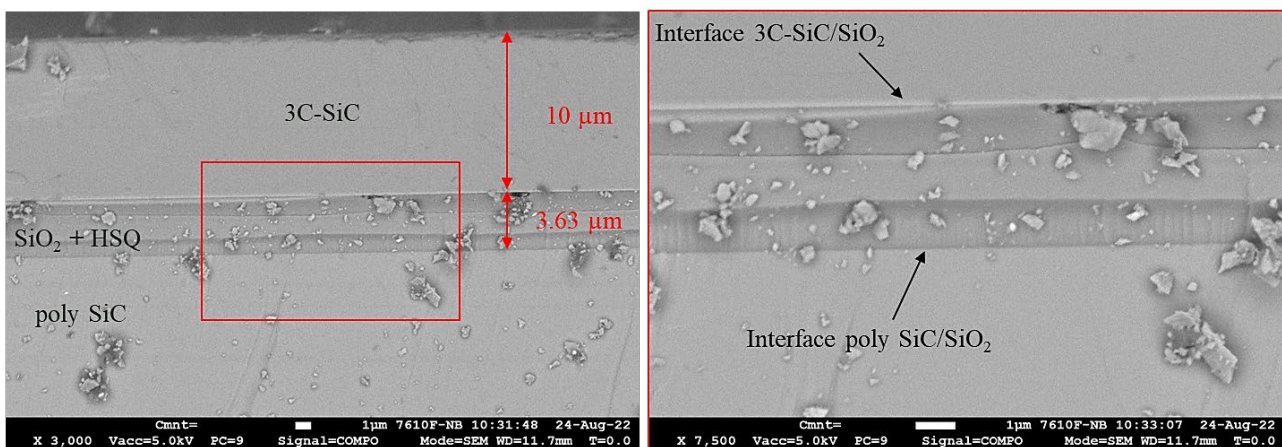 3C-SiC
10 µm
3.63 µm
SiO₂ + HSQ
poly SiC
Cmnt= 1µm 7610F-NB 10:31:48 24-Aug-22
X 3,000 Vacc=5.0kV PC=9 Signal=COMPO Mode=SEM WD=11.7mm T=0.0
Interface 3C-SiC/SiO₂
Interface poly SiC/SiO₂
Cmnt= 1µm 7610F-NB 10:33:07 24-Aug-22
X 7,500 Vacc=5.0kV PC=9 Signal=COMPO Mode=SEM WD=11.7mm T=0.0